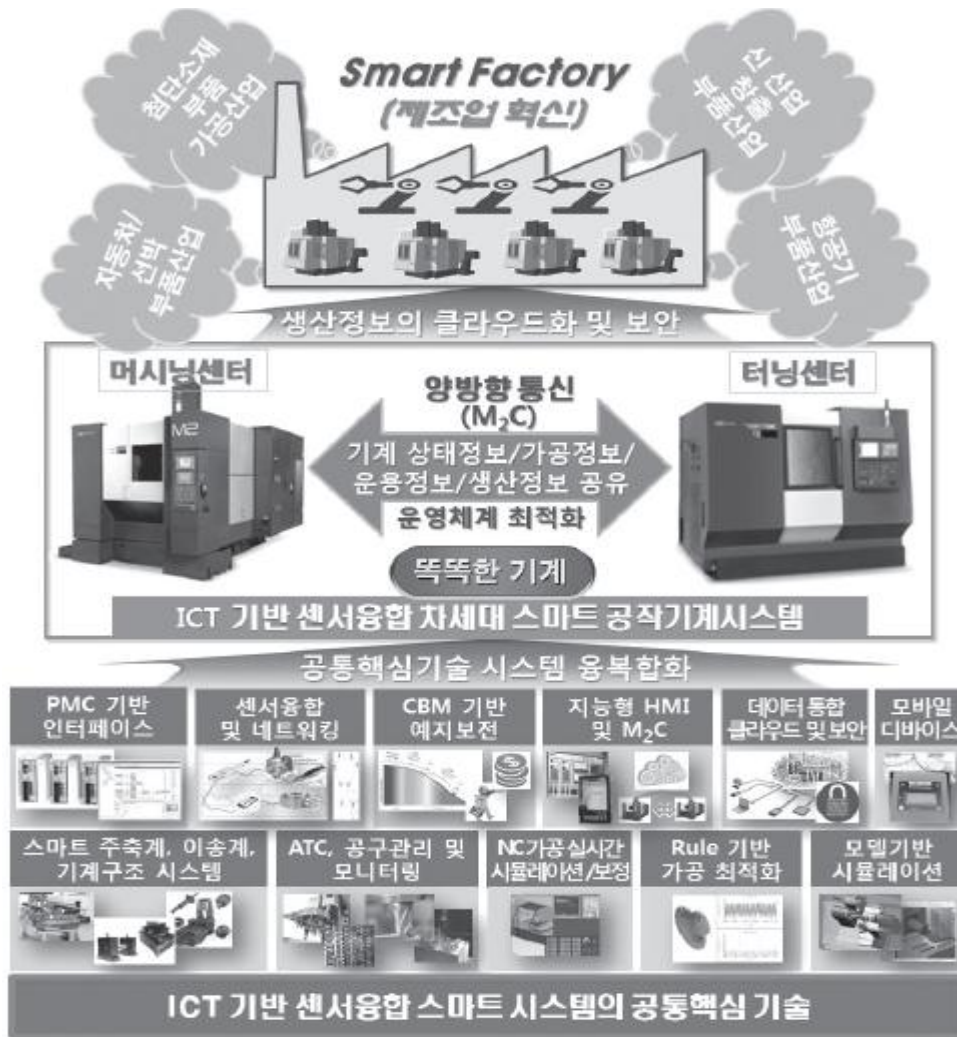 Smart Factory
(제조업 혁신)
첨단소재
부품
가공산업
신 산업
창출
부품산업
자동차/
선박
부품산업
항공기
부품산업
생산정보의 클라우드화 및 보안
머시닝센터
터닝센터
M2
양방향 통신
(M₂C)
기계 상태정보/가공정보/
운용정보/생산정보 공유
운영체계 최적화
똑똑한 기계
ICT 기반 센서융합 차세대 스마트 공작기계시스템
공통핵심기술 시스템 융복합화
PMC 기반
인터페이스
센서융합
및 네트워킹
CBM 기반
예지보전
지능형 HMI
및 M₂C
데이터 통합
클라우드 및 보안
모바일
디바이스
스마트 주축계, 이송계,
기계구조 시스템
ATC, 공구관리 및
모니터링
NC가공 실시간
시뮬레이션/보정
Rule 기반
가공 최적화
모델기반
시뮬레이션
ICT 기반 센서융합 스마트 시스템의 공통핵심 기술